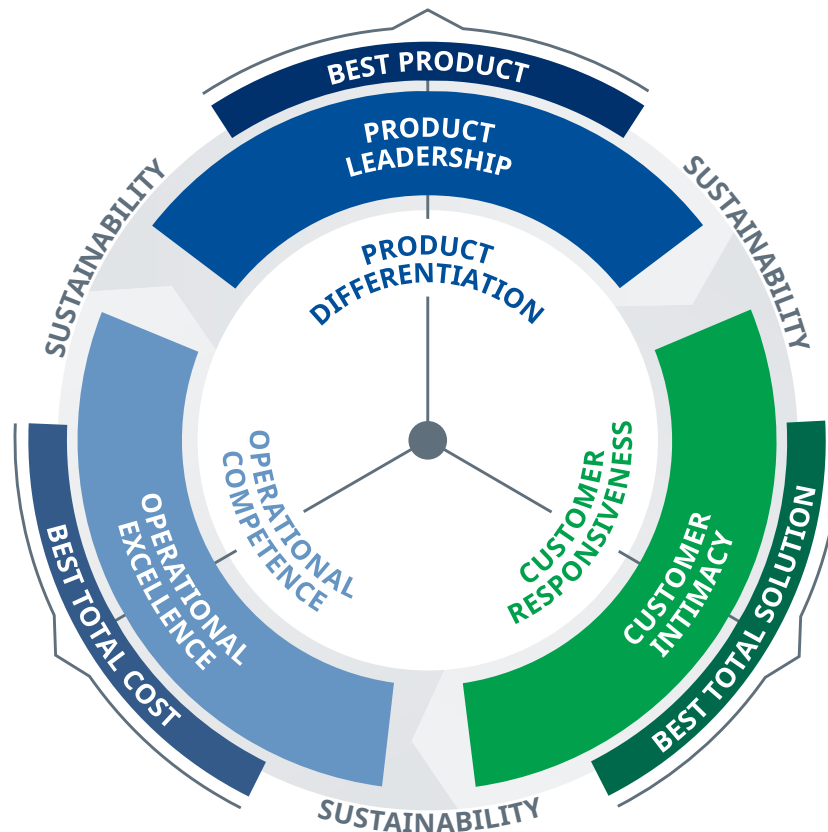 BEST PRODUCT
PRODUCT
LEADERSHIP
PRODUCT
DIFFERENTIATION
SUSTAINABILITY
SUSTAINABILITY
OPERATIONAL
COMPETENCE
CUSTOMER
RESPONSIVENESS
OPERATIONAL
EXCELLENCE
CUSTOMER
INTIMACY
BEST TOTAL COST
BEST TOTAL SOLUTION
SUSTAINABILITY